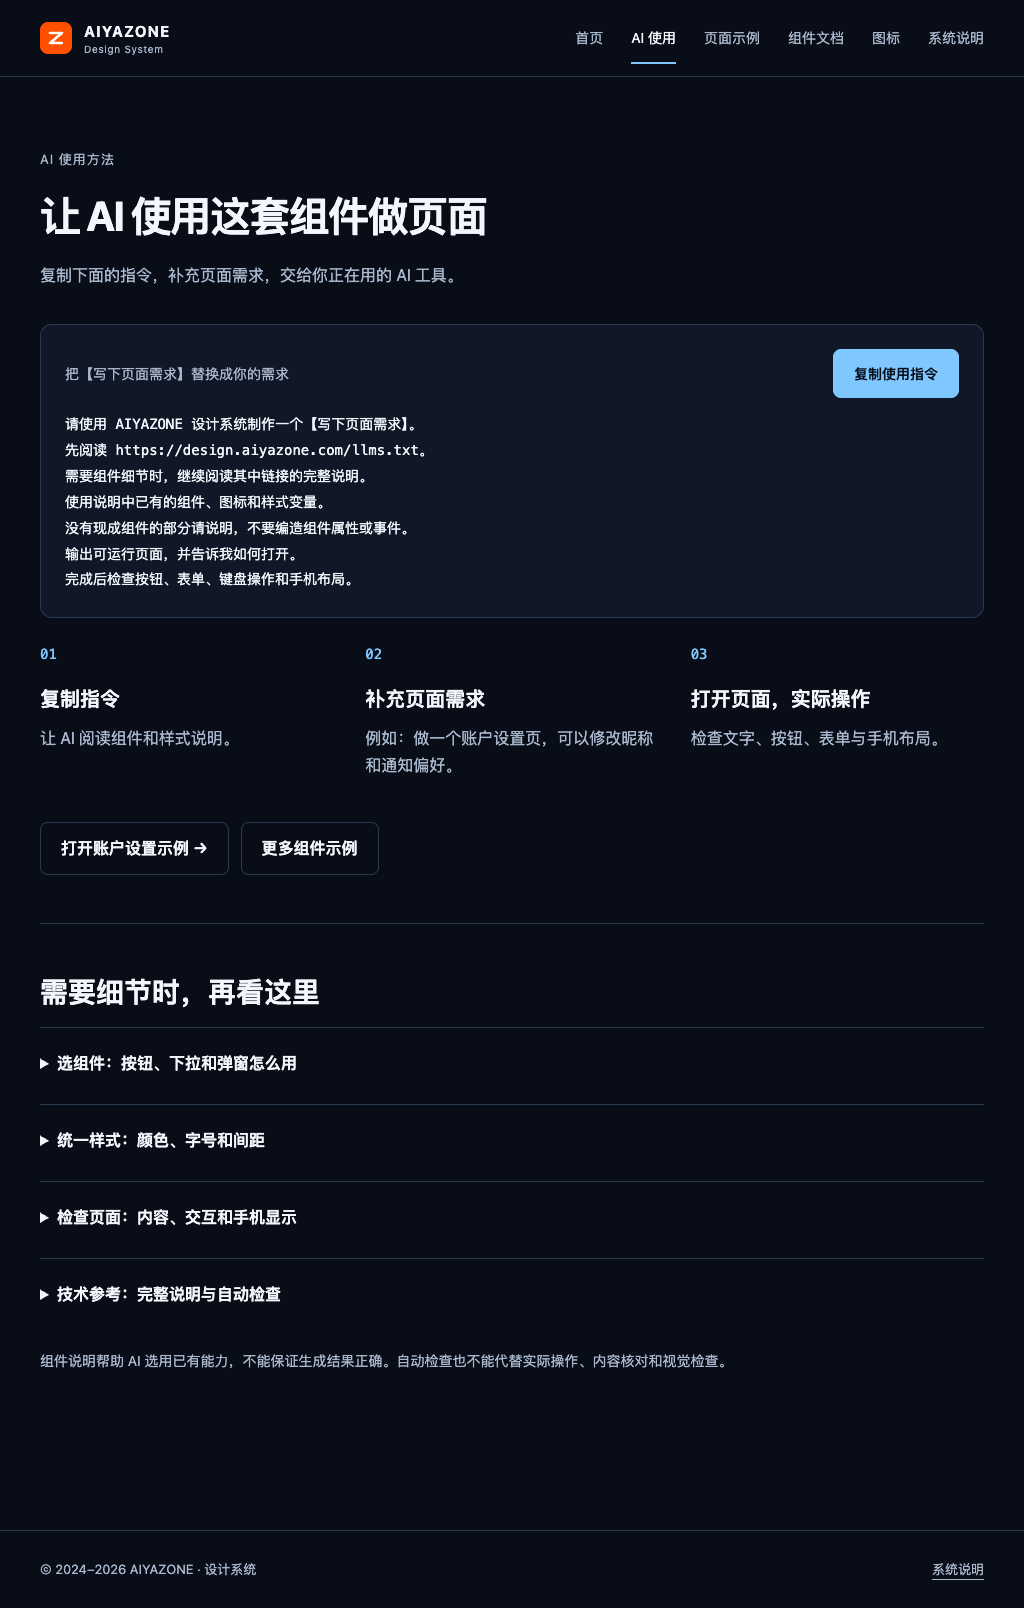 AIYAZONE
Design System
首页
AI 使用
页面示例
组件文档
图标
系统说明
AI 使用方法
让 AI 使用这套组件做页面
复制下面的指令，补充页面需求，交给你正在用的 AI 工具。
把【写下页面需求】替换成你的需求
复制使用指令
请使用 AIYAZONE 设计系统制作一个【写下页面需求】。
先阅读 https://design.aiyazone.com/llms.txt。
需要组件细节时，继续阅读其中链接的完整说明。
使用说明中已有的组件、图标和样式变量。
没有现成组件的部分请说明，不要编造组件属性或事件。
输出可运行页面，并告诉我如何打开。
完成后检查按钮、表单、键盘操作和手机布局。
01
复制指令
让 AI 阅读组件和样式说明。
02
补充页面需求
例如：做一个账户设置页，可以修改昵称
和通知偏好。
03
打开页面，实际操作
检查文字、按钮、表单与手机布局。
打开账户设置示例 →
更多组件示例
需要细节时，再看这里
选组件：按钮、下拉和弹窗怎么用
统一样式：颜色、字号和间距
检查页面：内容、交互和手机显示
技术参考：完整说明与自动检查
组件说明帮助 AI 选用已有能力，不能保证生成结果正确。自动检查也不能代替实际操作、内容核对和视觉检查。
© 2024–2026 AIYAZONE · 设计系统
系统说明